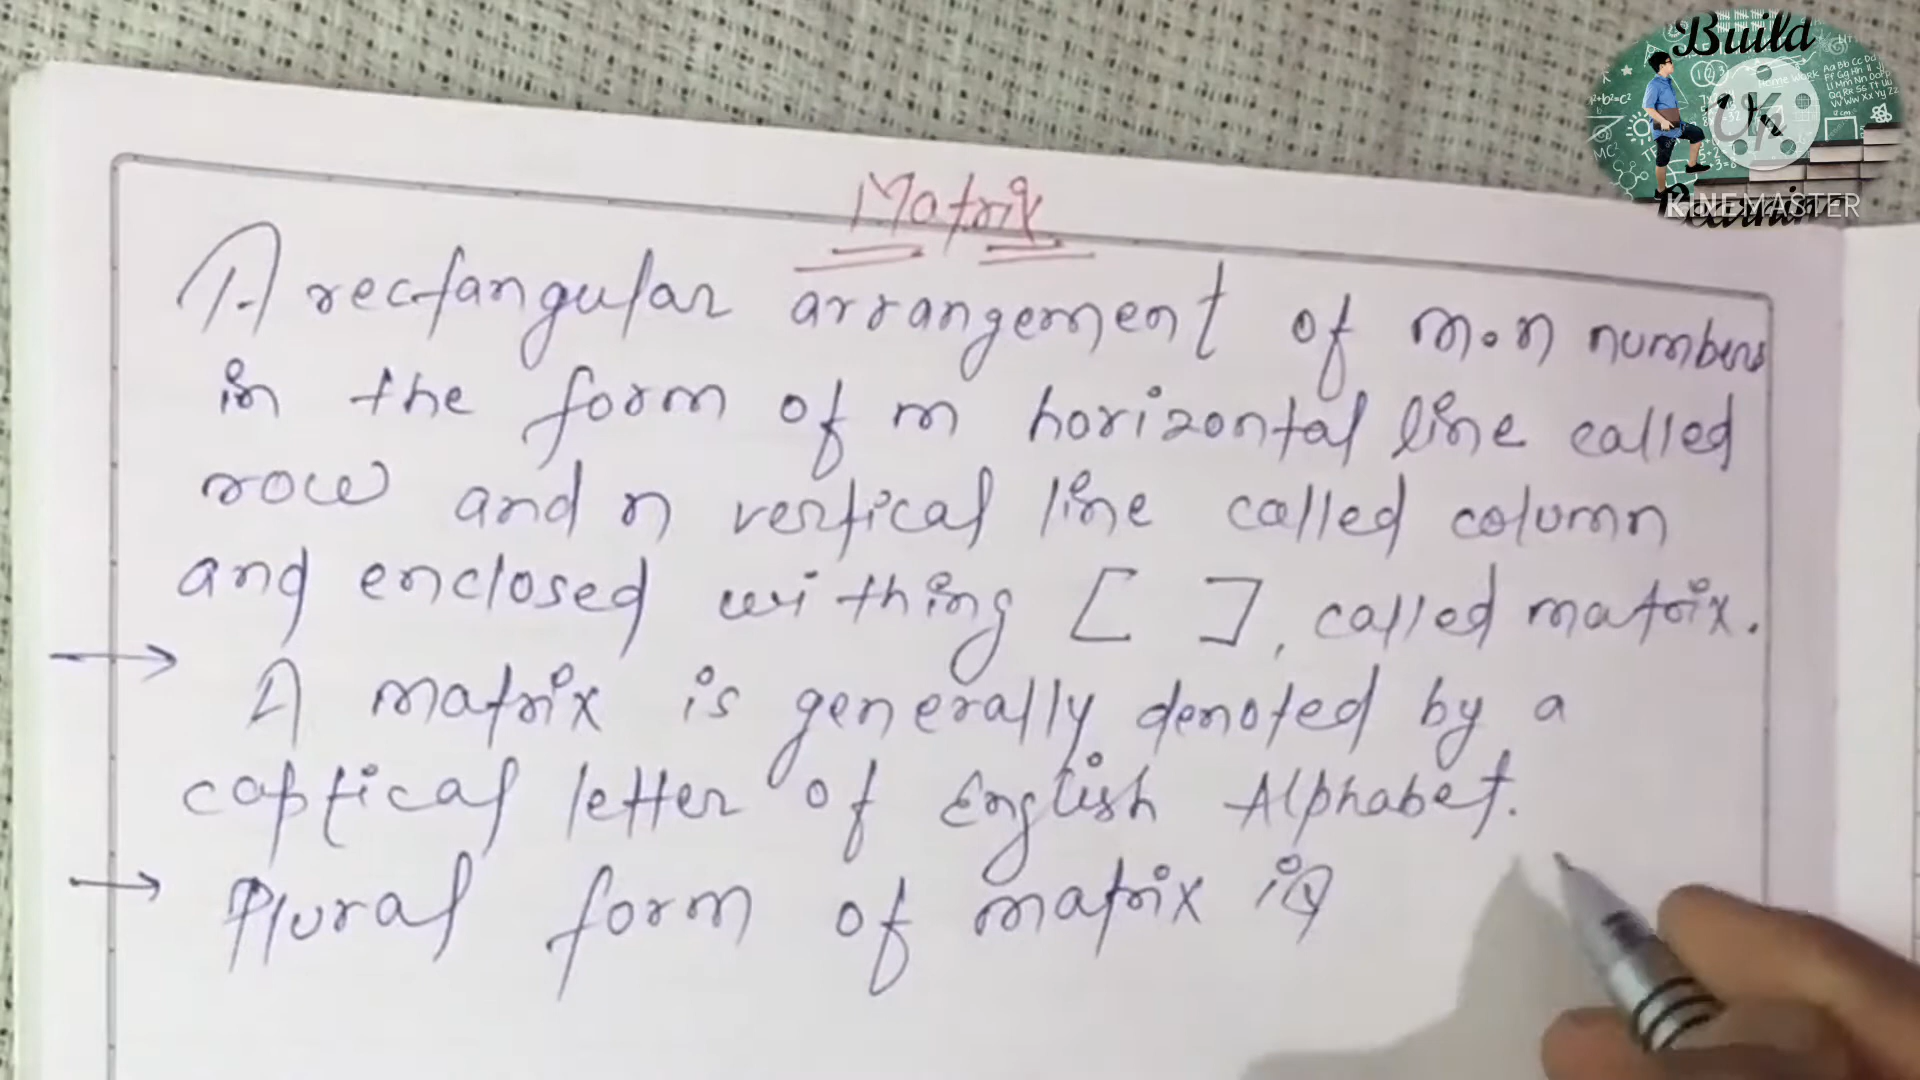 Build
Learning
KINEMASTER
Matrix
A rectangular arrangement of m.n numbers
in the form of m horizontal line called
row and n vertical line called column
and enclosed withing [ ], called matrix.
→ A matrix is generally denoted by a
captical letter of English Alphabet.
→ Plural form of matrix is